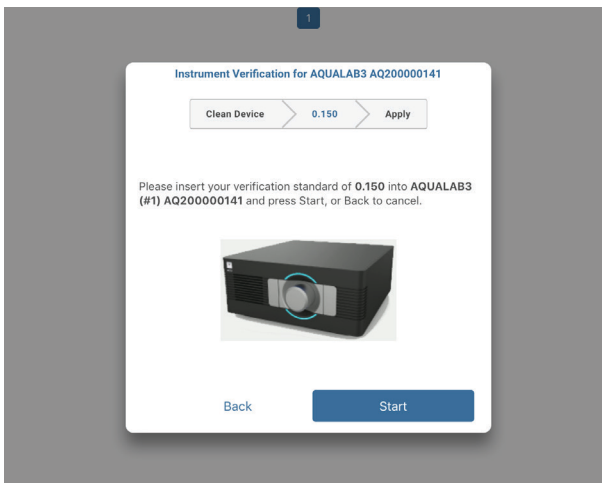 1
Instrument Verification for AQUALAB3 AQ200000141
Clean Device 0.150 Apply
Please insert your verification standard of 0.150 into AQUALAB3
(#1) AQ200000141 and press Start, or Back to cancel.
Back Start